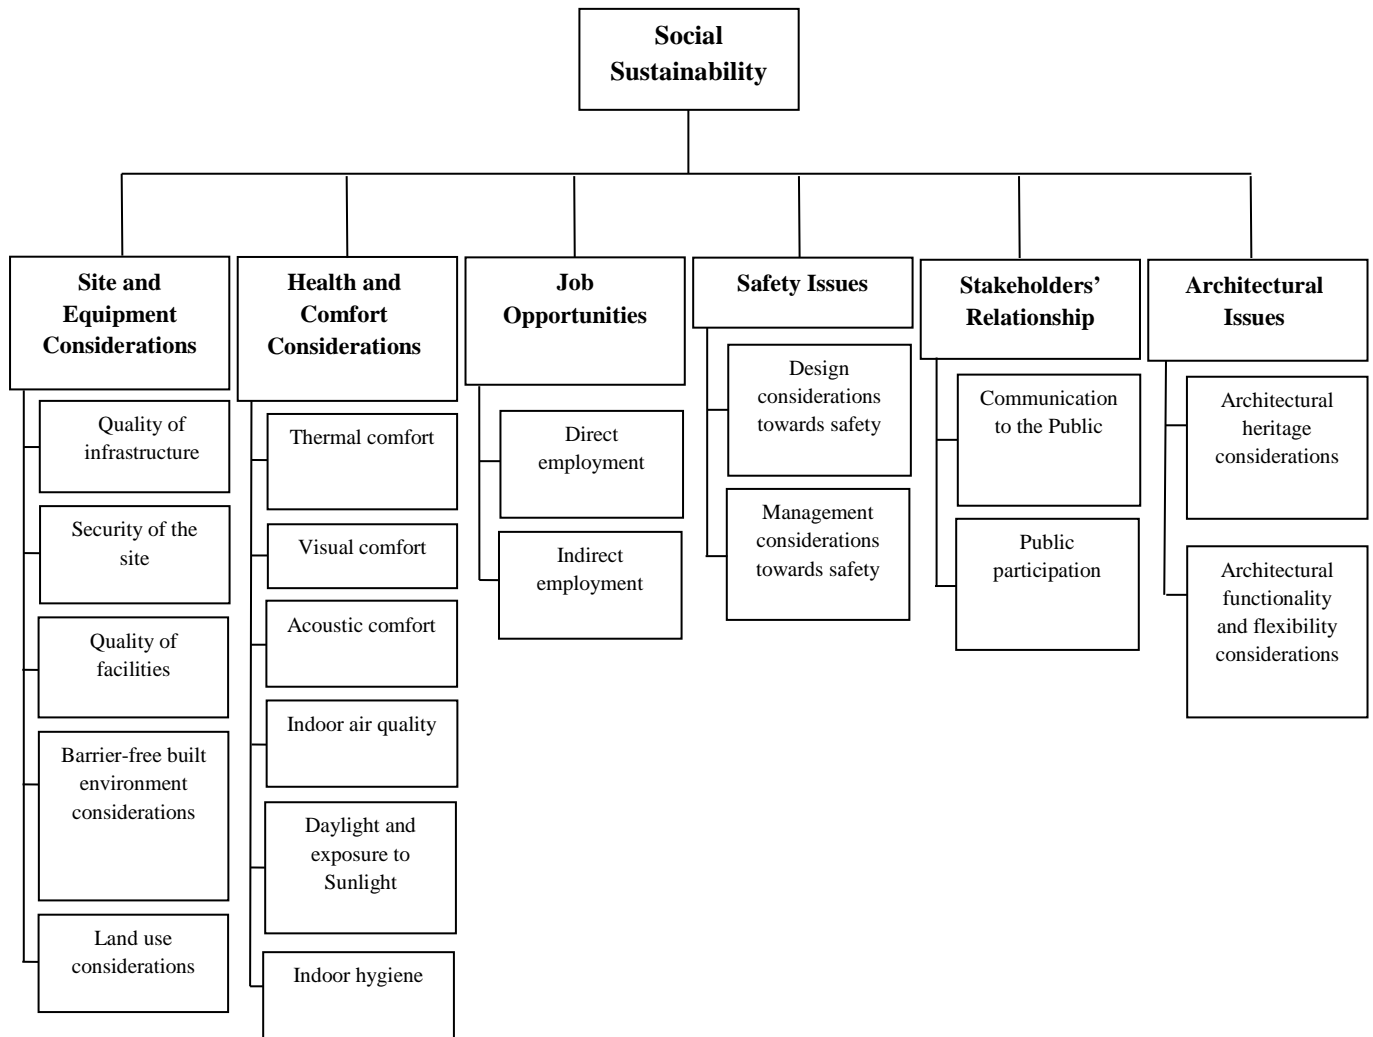 Social
Sustainability
Site and
Equipment
Considerations
Quality of
infrastructure
Security of the
site
Quality of
facilities
Barrier-free built
environment
considerations
Land use
considerations
Health and
Comfort
Considerations
Thermal comfort
Visual comfort
Acoustic comfort
Indoor air quality
Daylight and
exposure to
Sunlight
Indoor hygiene
Job
Opportunities
Direct
employment
Indirect
employment
Safety Issues
Design
considerations
towards safety
Management
considerations
towards safety
Stakeholders’
Relationship
Communication
to the Public
Public
participation
Architectural
Issues
Architectural
heritage
considerations
Architectural
functionality
and flexibility
considerations